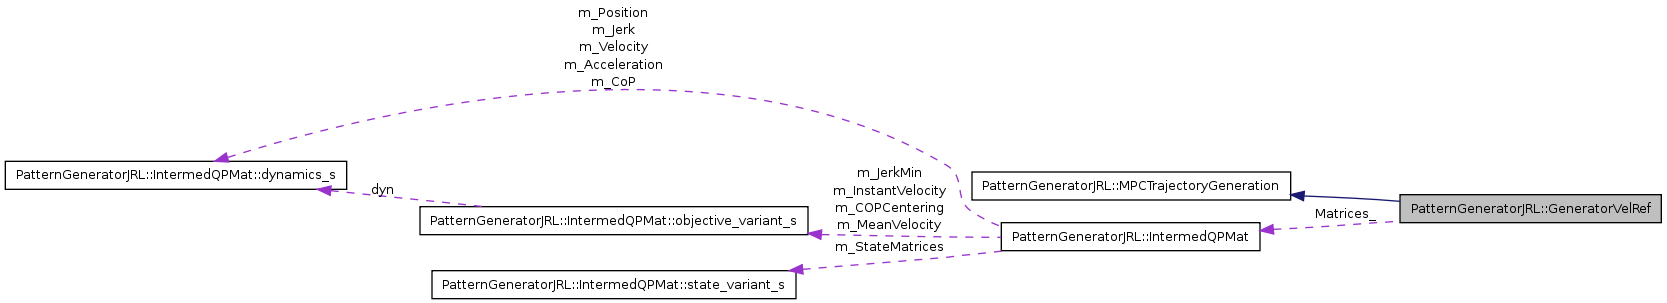 m_Position
m_Jerk
m_Velocity
m_Acceleration
m_CoP
PatternGeneratorJRL::IntermedQPMat::dynamics_s
dyn
m_JerkMin
m_InstantVelocity
m_COPCentering
m_MeanVelocity
PatternGeneratorJRL::MPCTrajectoryGeneration
PatternGeneratorJRL::GeneratorVelRef
PatternGeneratorJRL::IntermedQPMat::objective_variant_s
Matrices_
PatternGeneratorJRL::IntermedQPMat
m_StateMatrices
PatternGeneratorJRL::IntermedQPMat::state_variant_s